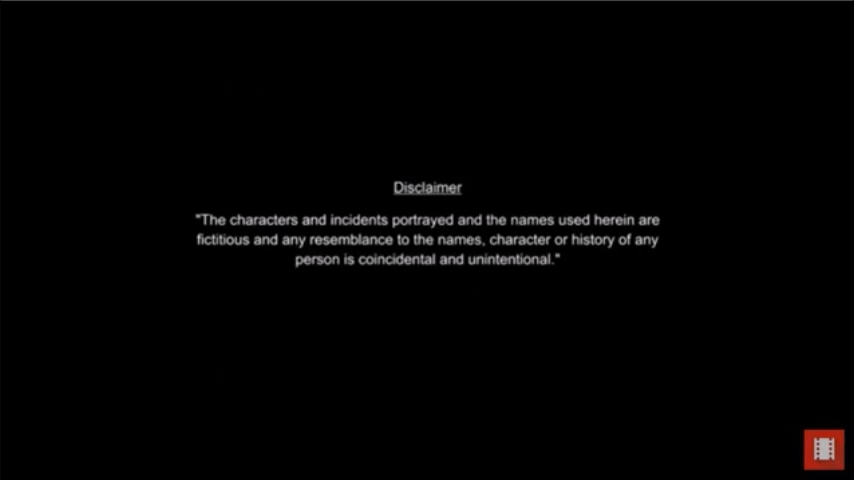 Disclaimer
"The characters and incidents portrayed and the names used herein are
fictitious and any resemblance to the names, character or history of any
person is coincidental and unintentional."